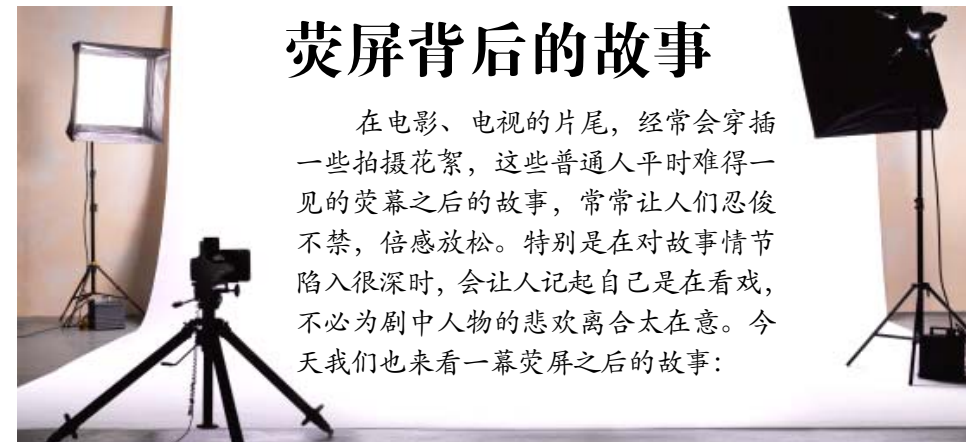 荧屏背后的故事
在电影、电视的片尾，经常会穿插
一些拍摄花絮，这些普通人平时难得一
见的荧幕之后的故事，常常让人们忍俊
不禁，倍感放松。特别是在对故事情节
陷入很深时，会让人记起自己是在看戏，
不必为剧中人物的悲欢离合太在意。今
天我们也来看一幕荧屏之后的故事：